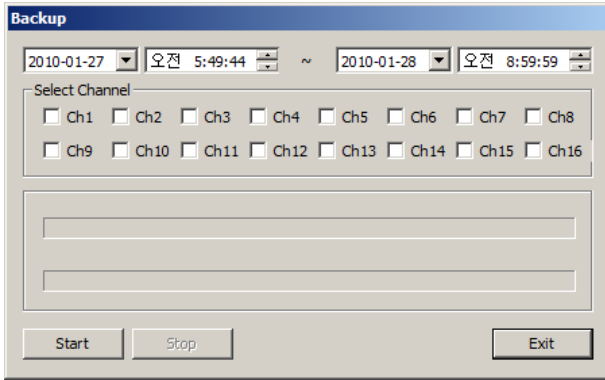 Backup
2010-01-27 오전 5:49:44 ~ 2010-01-28 오전 8:59:59
Select Channel
Ch1 Ch2 Ch3 Ch4 Ch5 Ch6 Ch7 Ch8
Ch9 Ch10 Ch11 Ch12 Ch13 Ch14 Ch15 Ch16
Start Stop Exit